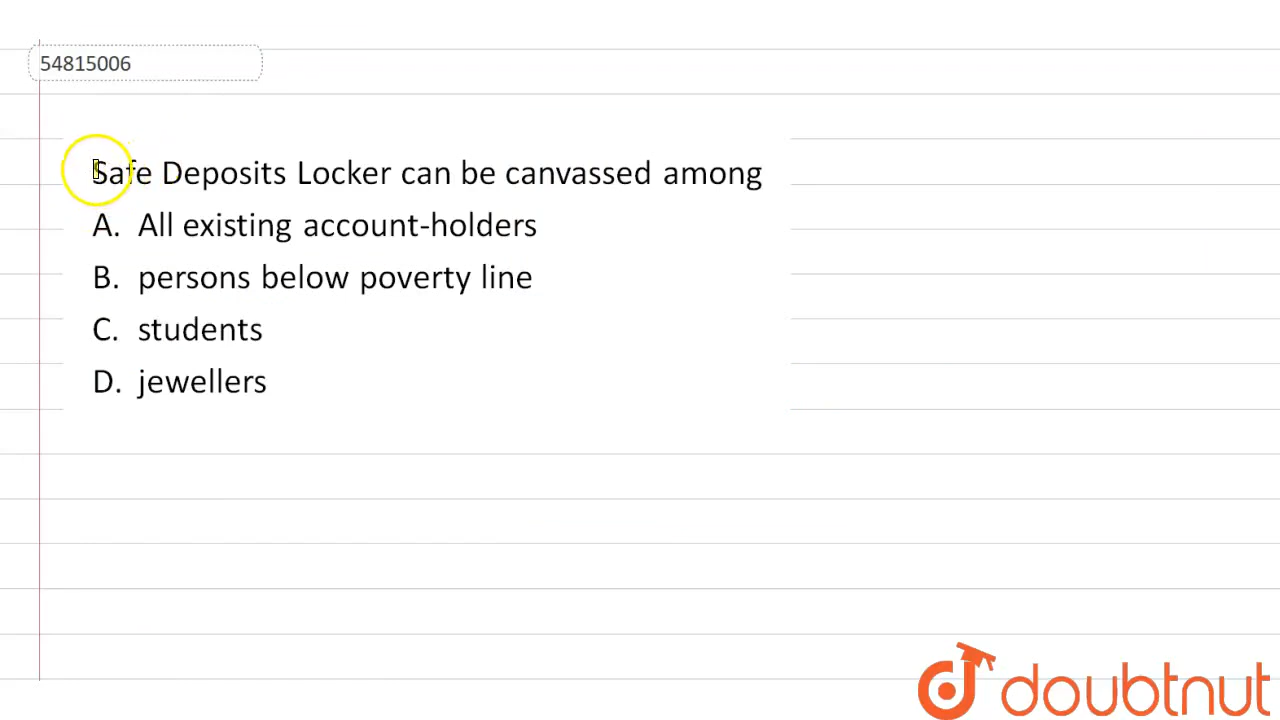 54815006
Safe Deposits Locker can be canvassed among
A. All existing account-holders
B. persons below poverty line
C. students
D. jewellers
doubtnut